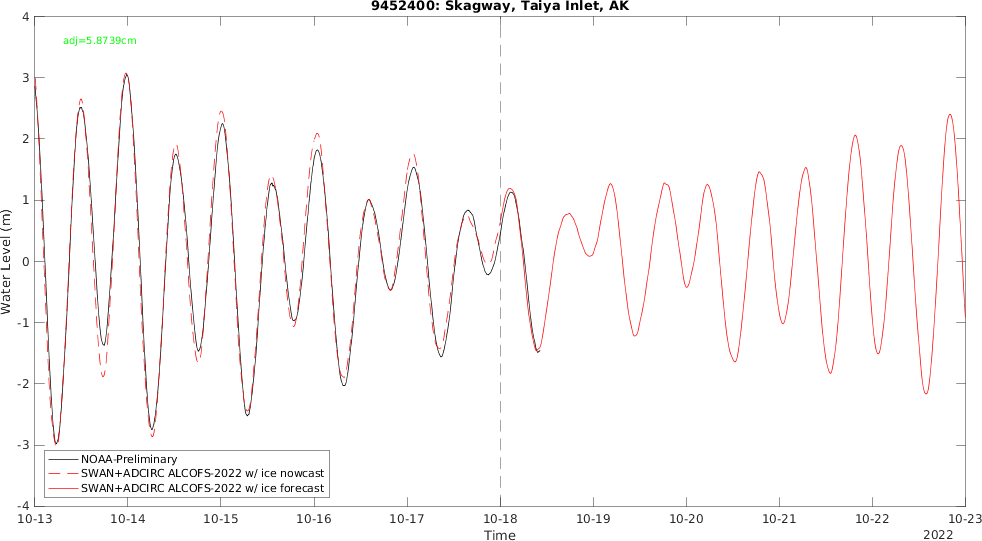 9452400: Skagway, Taiya Inlet, AK
adj=5.8739cm
4
3
2
1
0
-1
-2
-3
-4
Water Level (m)
NOAA-Preliminary
SWAN+ADCIRC ALCOFS-2022 w/ ice nowcast
SWAN+ADCIRC ALCOFS-2022 w/ ice forecast
10-13 10-14 10-15 10-16 10-17 10-18 10-19 10-20 10-21 10-22 10-23
Time
2022